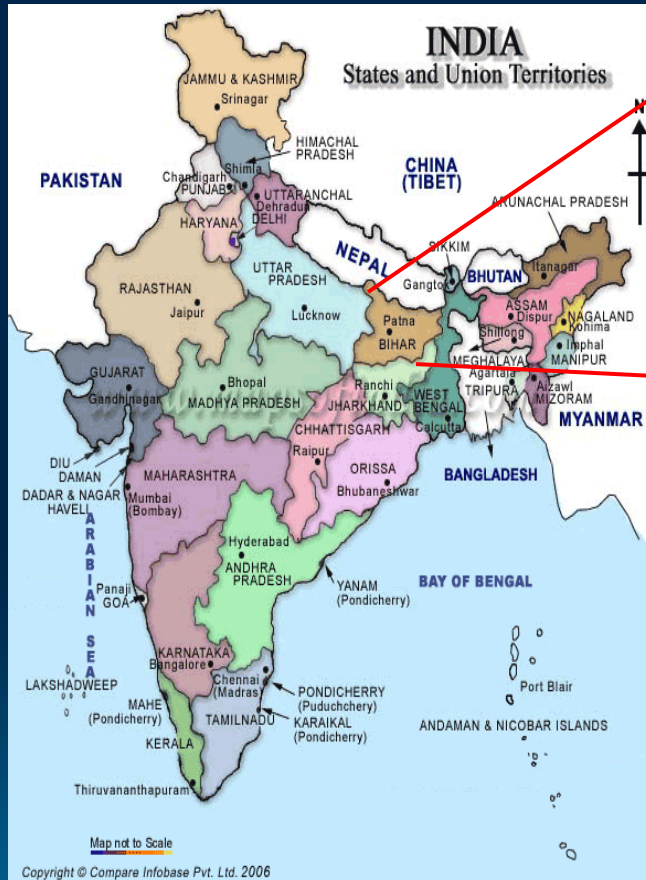 INDIA
States and Union Territories
N
JAMMU & KASHMIR
Srinagar
HIMACHAL
PRADESH
PAKISTAN
Chandigarh
PUNJAB
Shimla
CHINA
(TIBET)
UTTARANCHAL
Dehradun
HARYANA
DELHI
ARUNACHAL PRADESH
NEPAL
SIKKIM
Gangtok
BHUTAN
Itanagar
RAJASTHAN
Jaipur
UTTAR
PRADESH
Lucknow
ASSAM
Dispur
NAGALAND
Kohima
Patna
BIHAR
Shillong
MEGHALAYA
Imphal
MANIPUR
GUJARAT
Gandhinagar
Bhopal
MADHYA PRADESH
Ranchi
JHARKHAND
WEST
BENGAL
Calcutta
Agartala
TRIPURA
Aizawl
MIZORAM
MYANMAR
CHHATTISGARH
Raipur
BANGLADESH
DIU
DAMAN
DADAR & NAGAR
HAVELI
MAHARASHTRA
Mumbai
(Bombay)
ORISSA
Bhubaneshwar
ARABIAN SEA
Hyderabad
ANDHRA
PRADESH
YANAM
(Pondicherry)
BAY OF BENGAL
Panaji
GOA
KARNATAKA
Bangalore
LAKSHADWEEP
Chennai
(Madras)
PONDICHERRY
(Puduchchery)
Port Blair
MAHE
(Pondicherry)
TAMILNADU
KARAIKAL
(Pondicherry)
ANDAMAN & NICOBAR ISLANDS
KERALA
Thiruvananthapuram
Map not to Scale
Copyright © Compare Infobase Pvt. Ltd. 2006